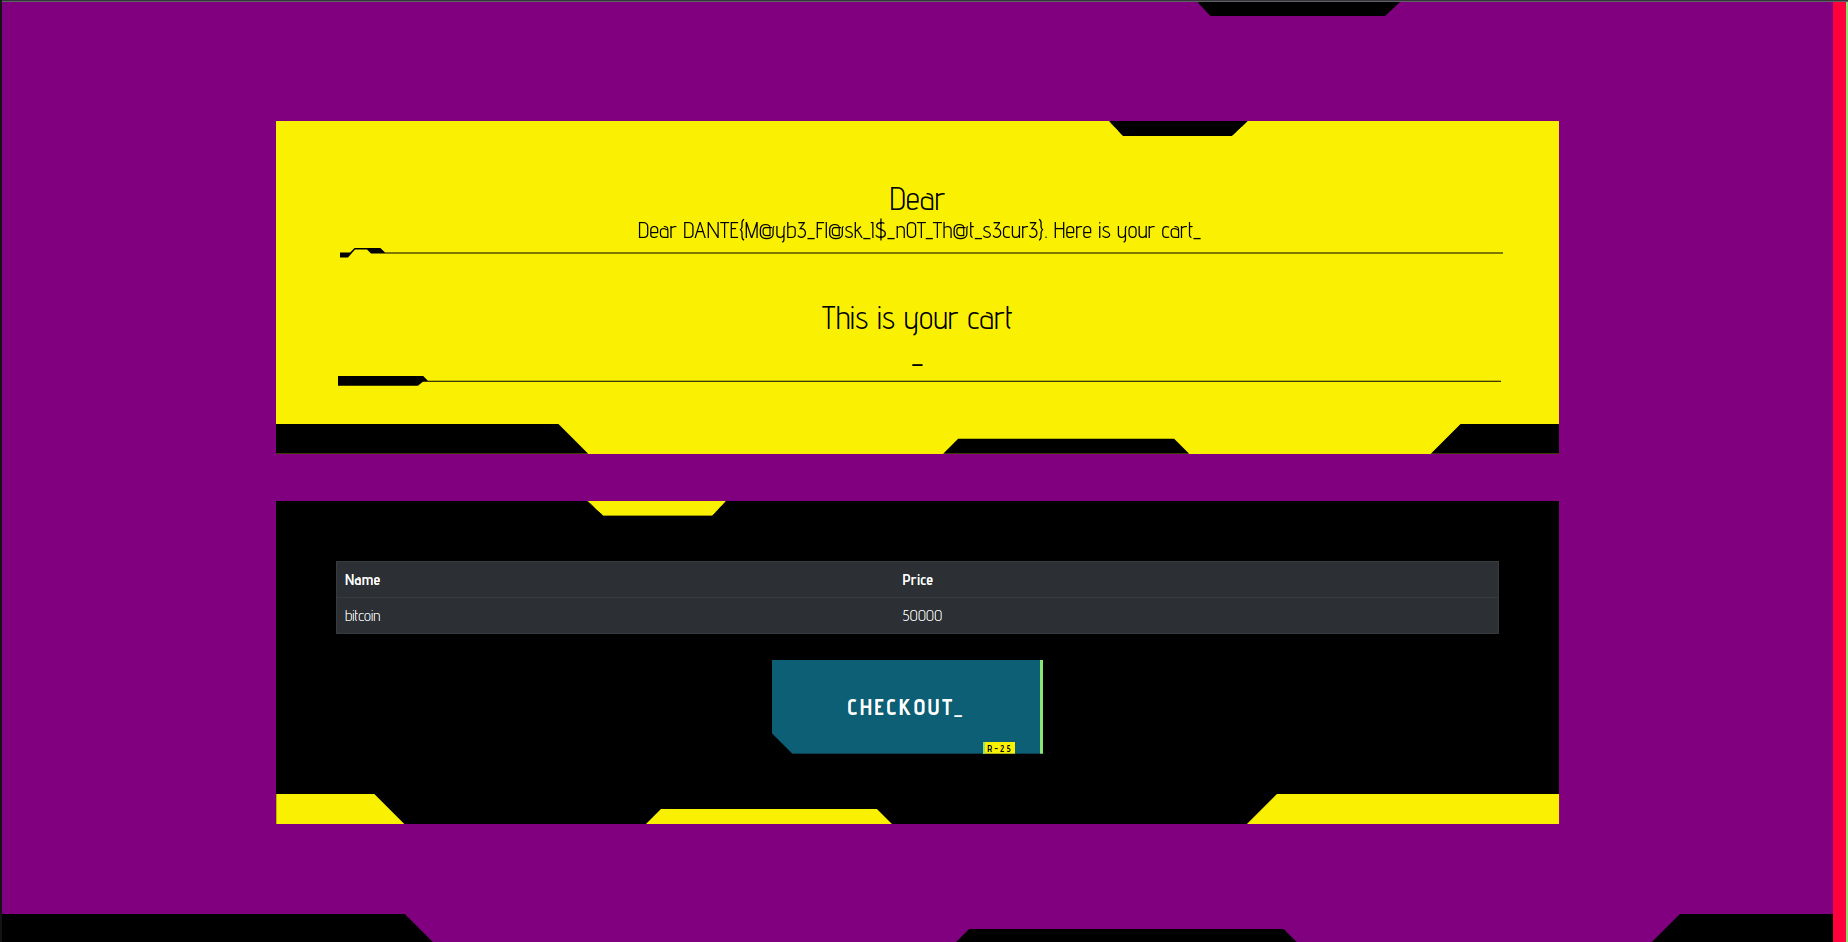 Dear
Dear DANTE{M@yb3_Fl@sk_1$_n0T_Th@t_s3cur3}. Here is your cart_
This is your cart
_
Name Price
bitcoin 50000
CHECKOUT_
R-25